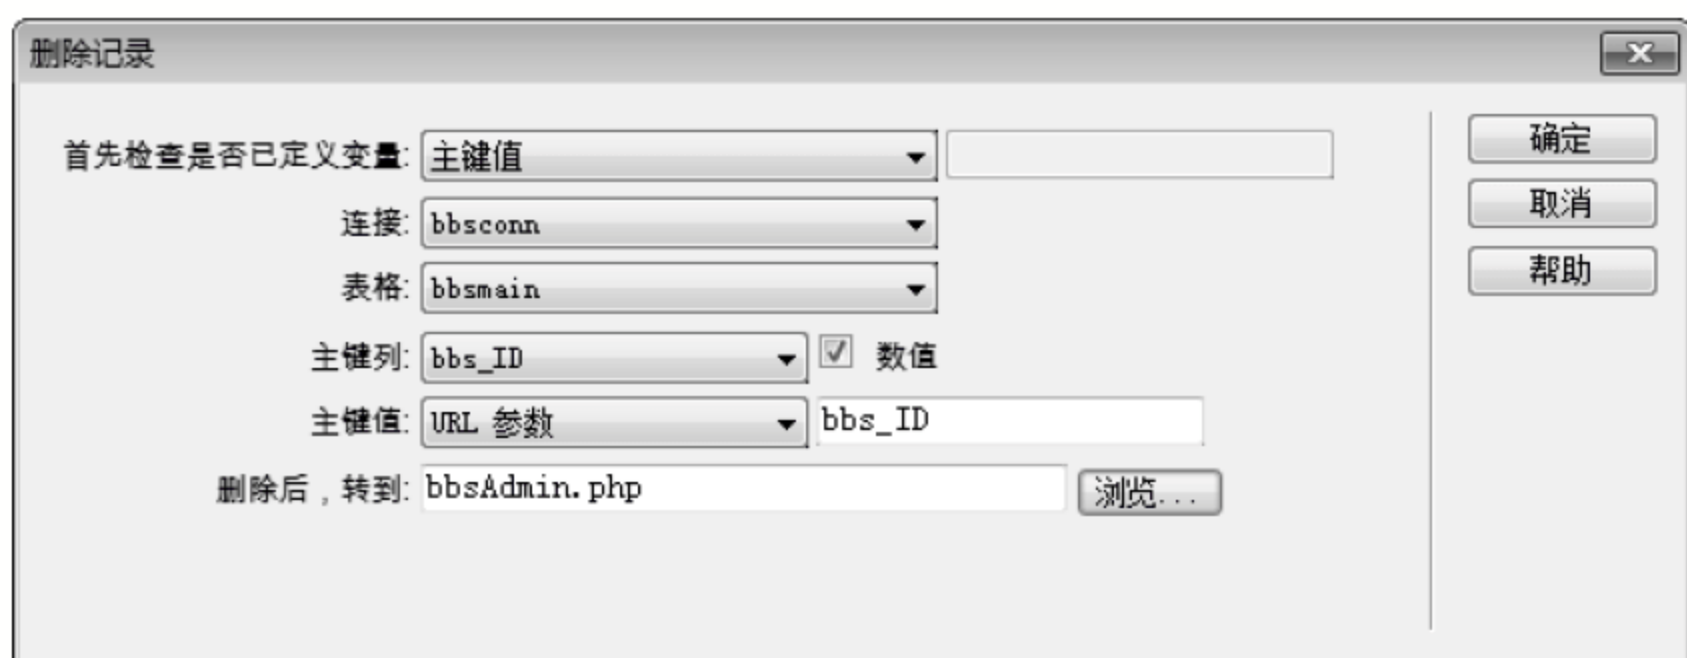 删除记录
首先检查是否已定义变量: 主键值
确定
连接: bbsconn
取消
表格: bbsmain
帮助
主键列: bbs_ID 数值
主键值: URL 参数 bbs_ID
删除后，转到: bbsAdmin.php 浏览...